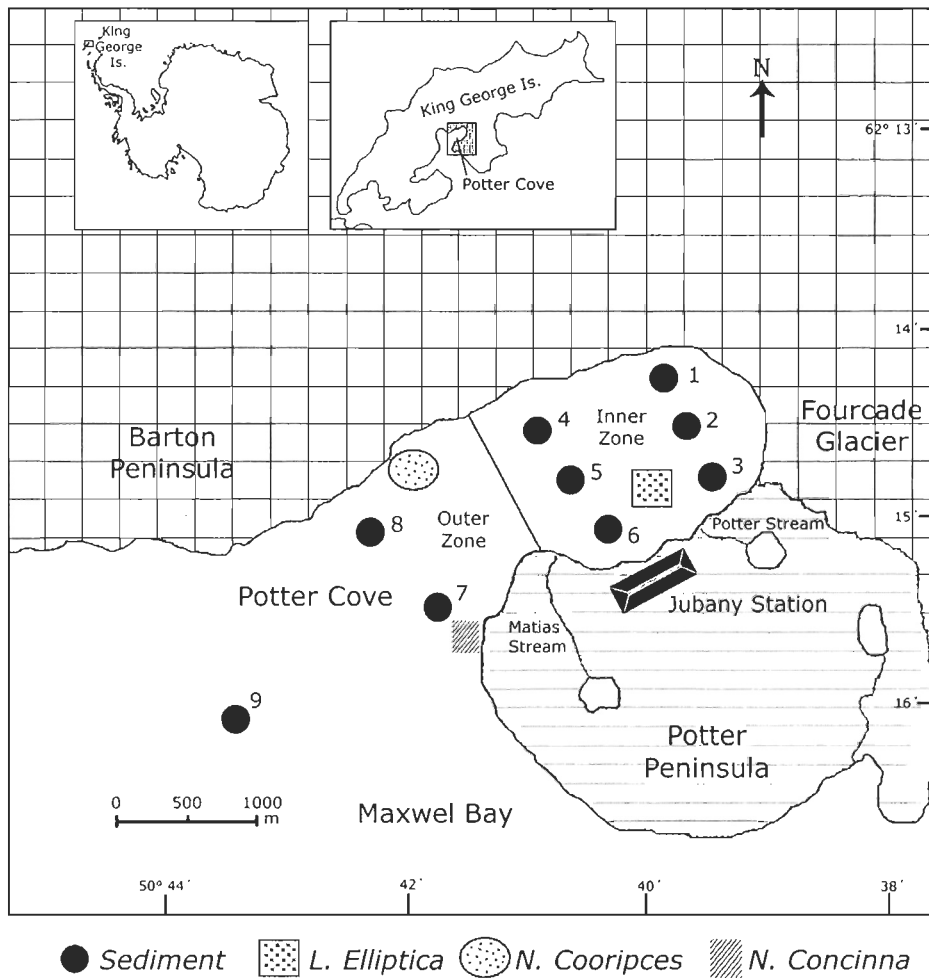 King
George
Is.
King George Is.
Potter Cove
N
62° 13´
14´
15´
16´
Barton
Peninsula
Fourcade
Glacier
Inner
Zone
1
2
3
4
5
6
Outer
Zone
8
Potter Cove
7
9
Potter Stream
Jubany Station
Matias
Stream
Potter
Peninsula
0 500 1000
m
Maxwel Bay
50° 44´ 42´ 40´ 38´
Sediment L. Elliptica N. Cooripces N. Concinna